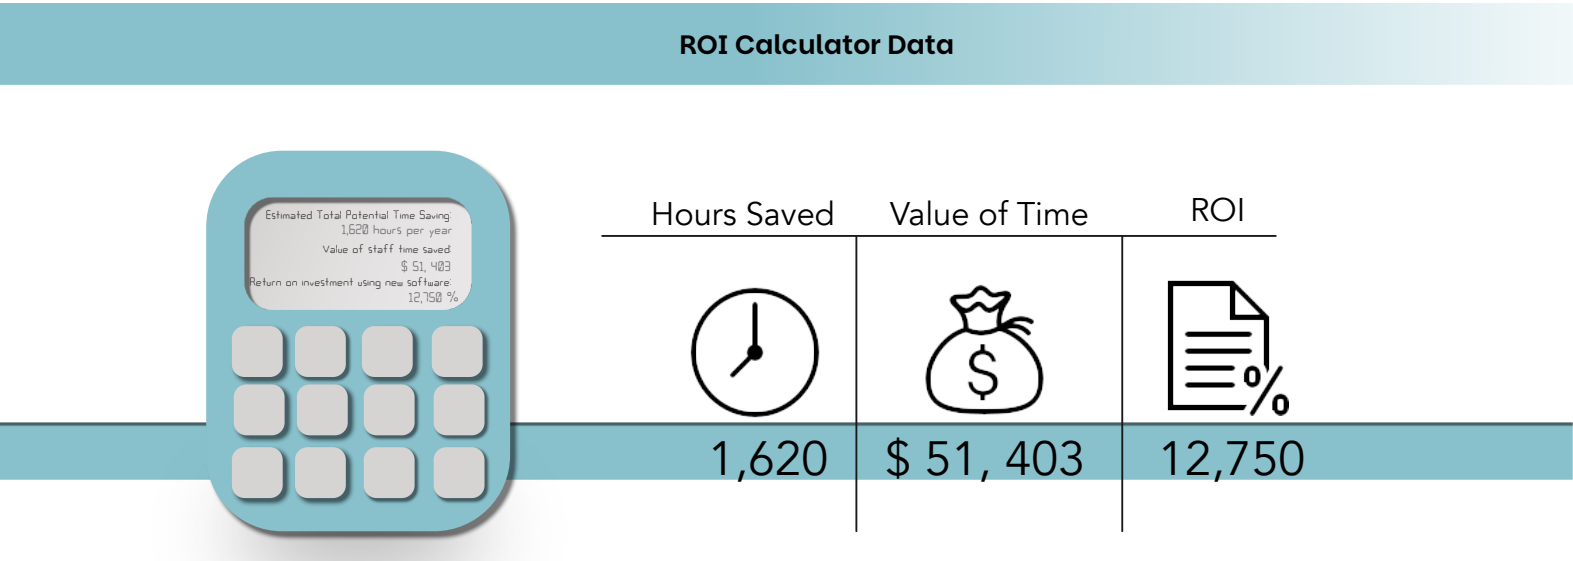 ROI Calculator Data
Estimated Total Potential Time Saving:
1,620 hours per year
Value of staff time saved:
$ 51, 403
Return on investment using new software:
12,750 %
Hours Saved Value of Time ROI
$ %
1,620 $ 51, 403 12,750